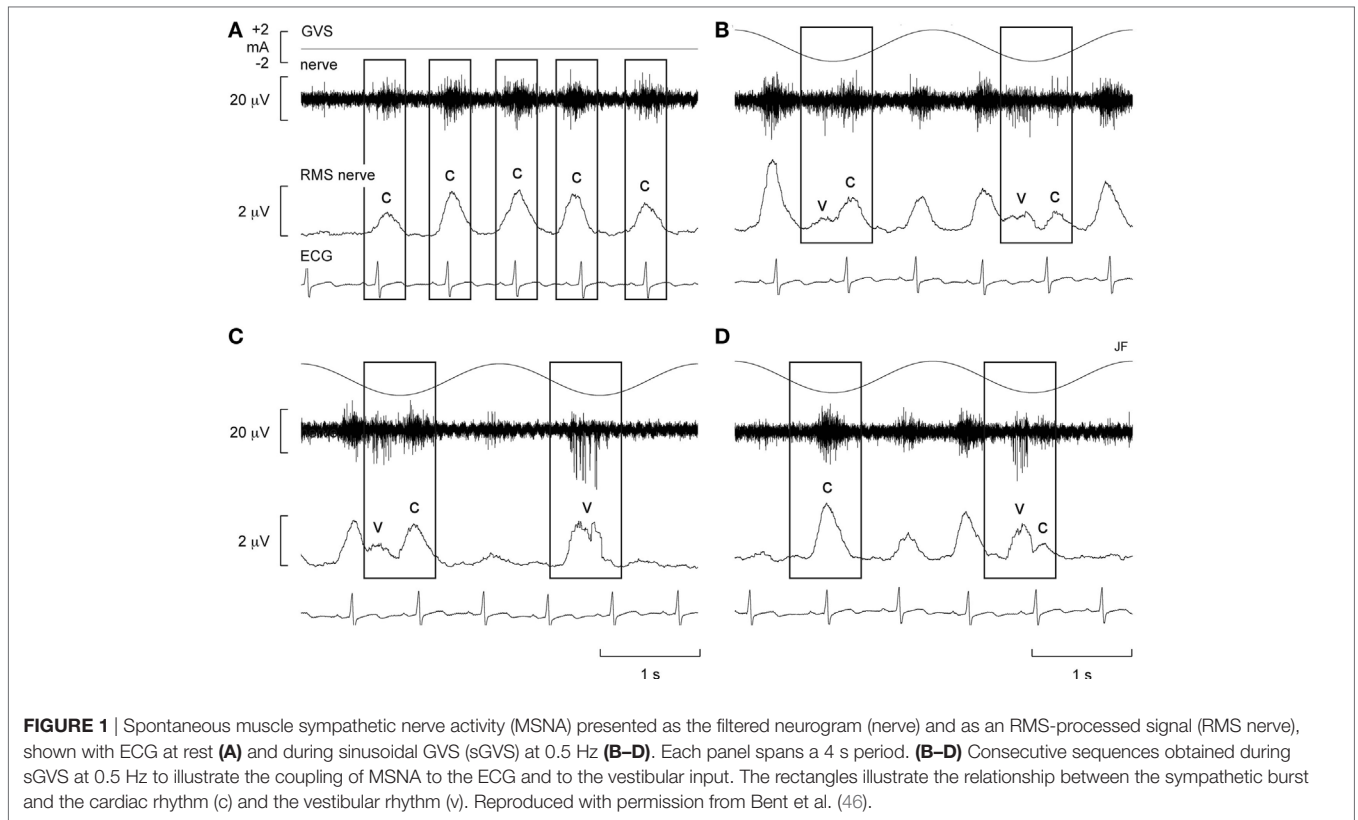 A
+2
GVS
mA
-2
nerve
20 μV
RMS nerve
c
c
c
c
c
2 μV
ECG
B
v
c
v
c
C
20 μV
v
c
v
2 μV
1 s
D
JF
c
v
c
1 s
FIGURE 1 | Spontaneous muscle sympathetic nerve activity (MSNA) presented as the filtered neurogram (nerve) and as an RMS-processed signal (RMS nerve),
shown with ECG at rest (A) and during sinusoidal GVS (sGVS) at 0.5 Hz (B–D). Each panel spans a 4 s period. (B–D) Consecutive sequences obtained during
sGVS at 0.5 Hz to illustrate the coupling of MSNA to the ECG and to the vestibular input. The rectangles illustrate the relationship between the sympathetic burst
and the cardiac rhythm (c) and the vestibular rhythm (v). Reproduced with permission from Bent et al. (46).